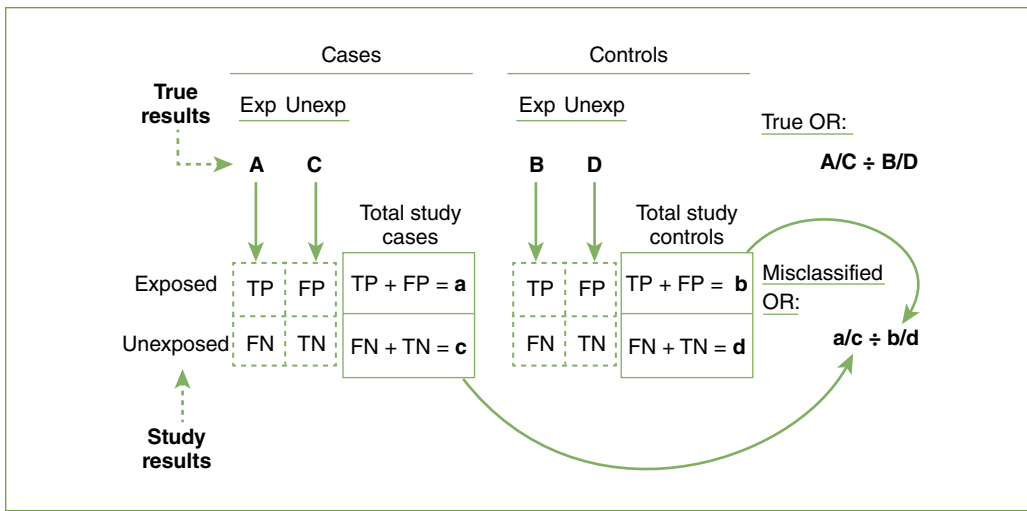 Cases
Controls
True
results
Exp Unexp
Exp Unexp
True OR:
A C
B D
A/C ÷ B/D
Total study
cases
Total study
controls
Exposed
TP FP
TP + FP = a
TP FP
TP + FP = b
Misclassified
OR:
Unexposed
FN TN
FN + TN = c
FN TN
FN + TN = d
a/c ÷ b/d
Study
results